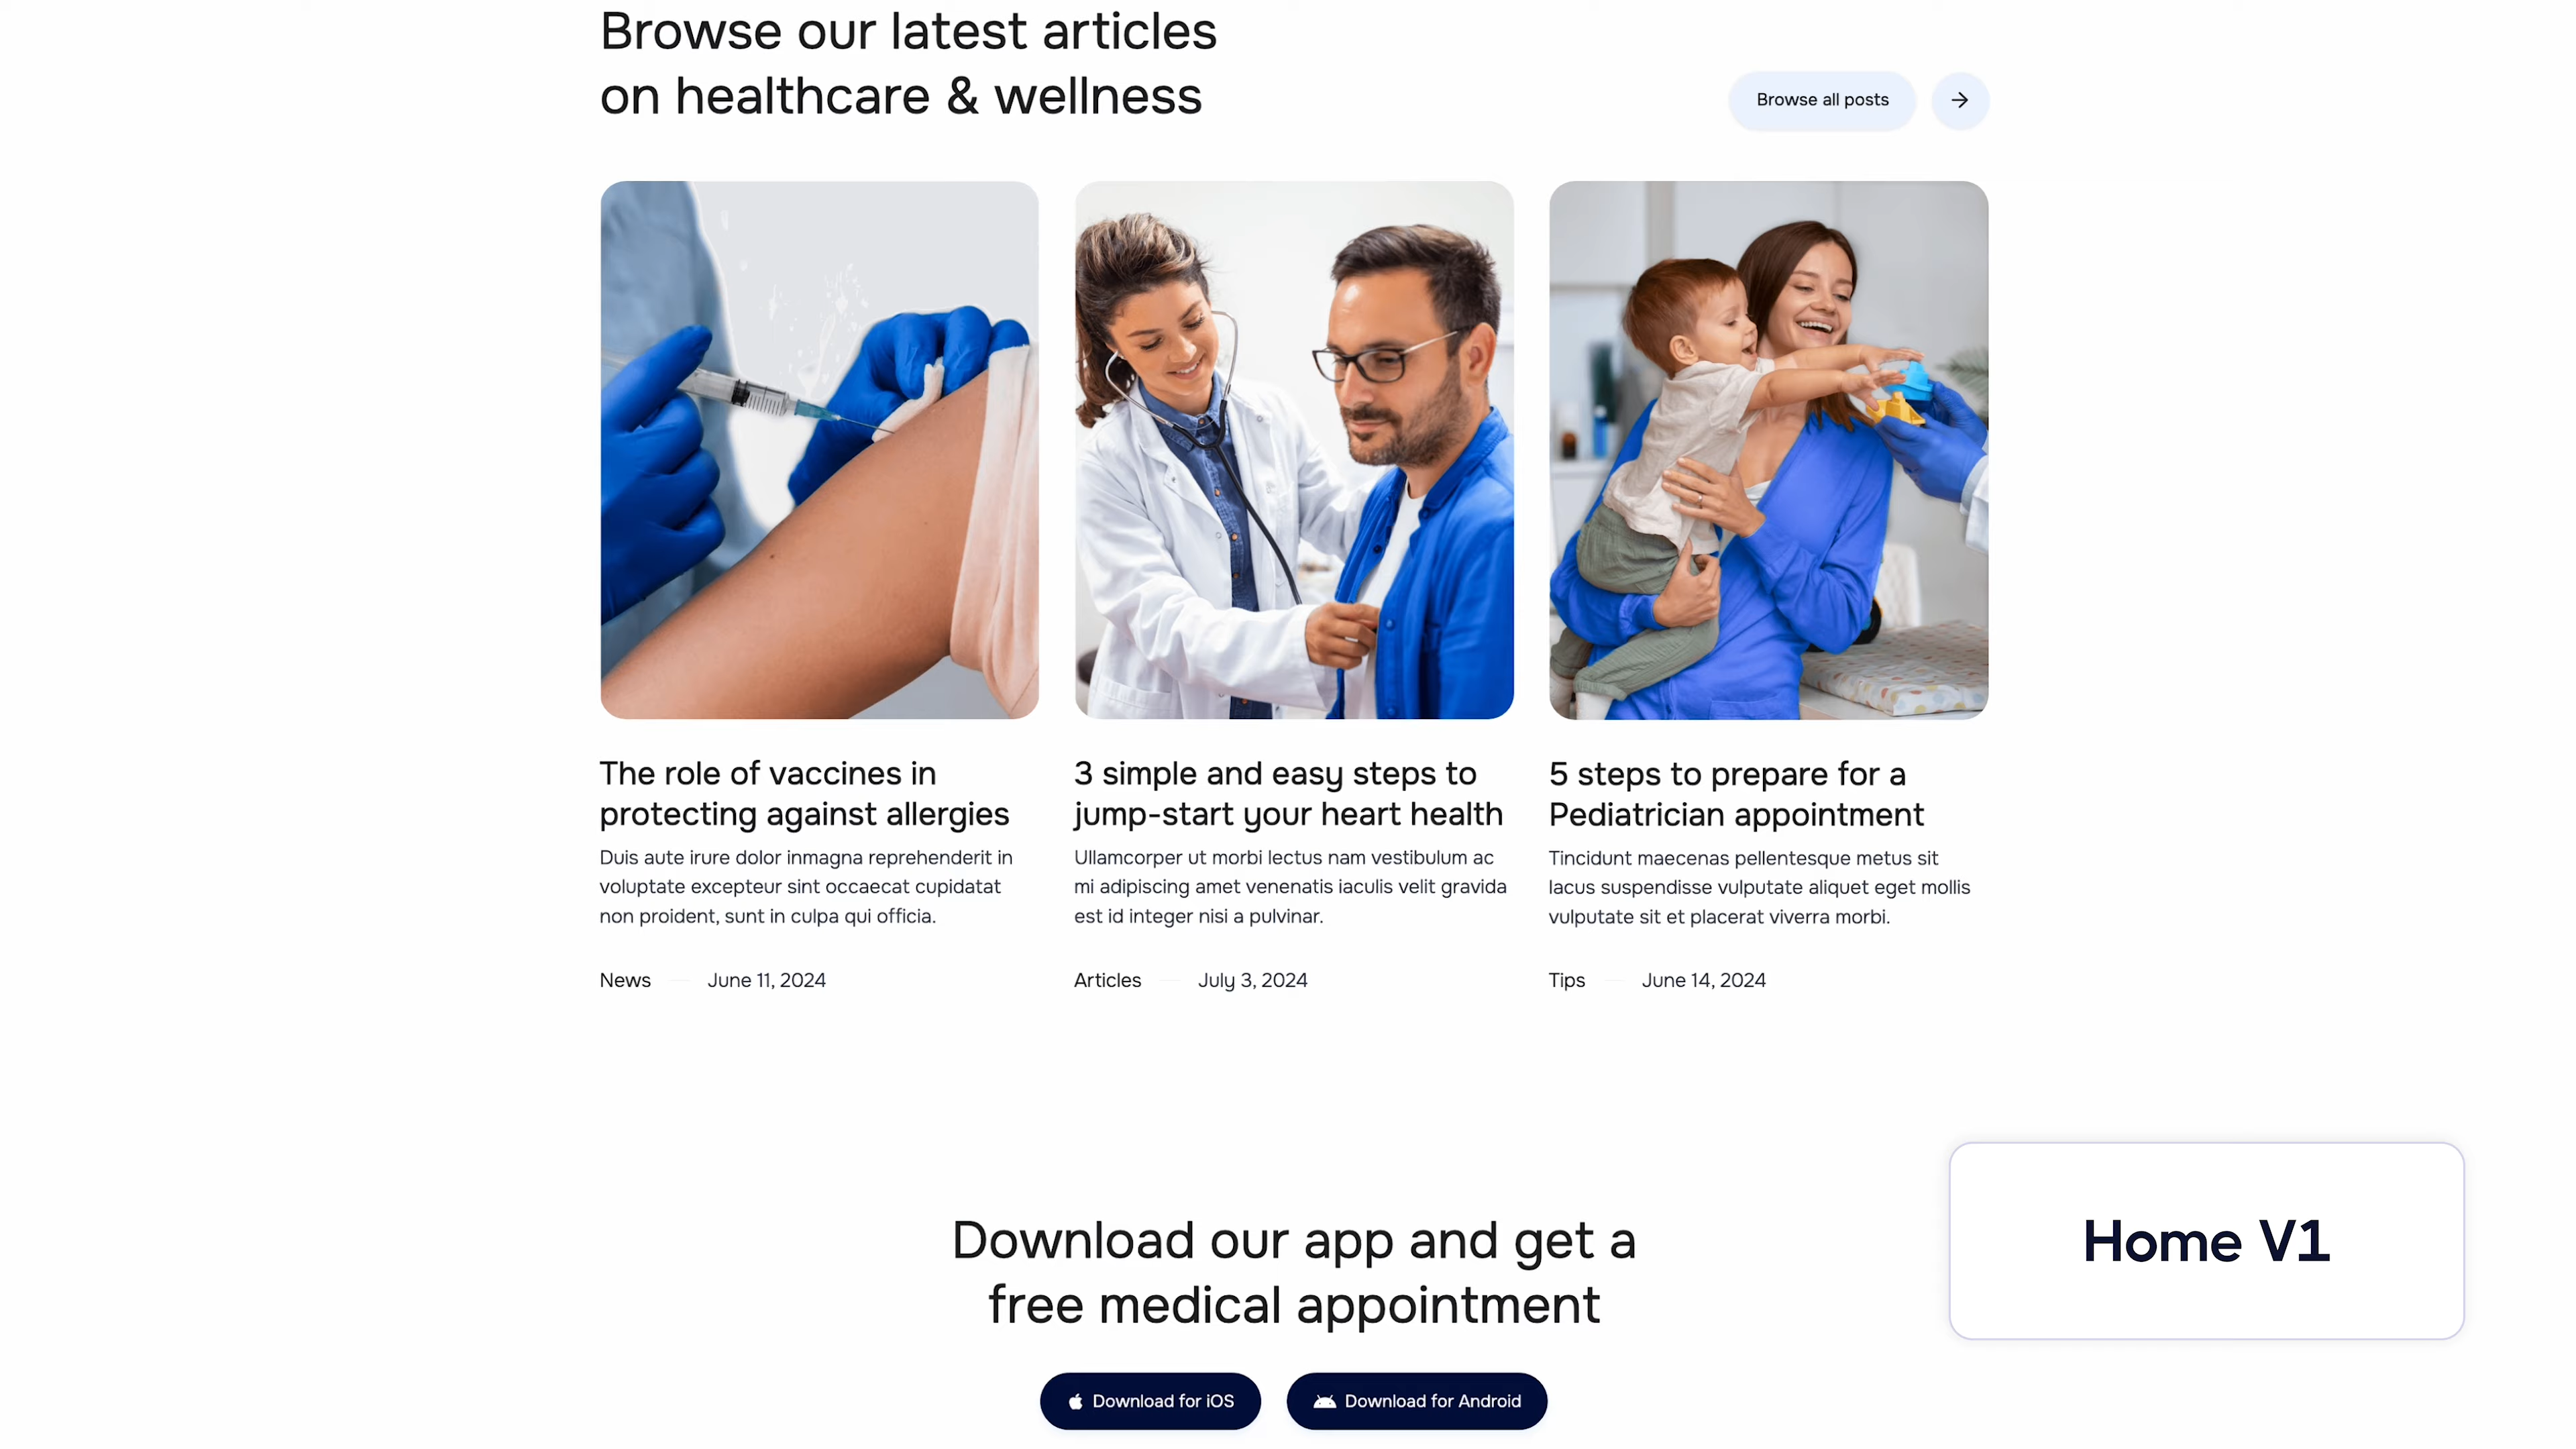 Browse our latest articles
on healthcare & wellness
Browse all posts
The role of vaccines in
protecting against allergies
Duis aute irure dolor inmagna reprehenderit in
voluptate excepteur sint occaecat cupidatat
non proident, sunt in culpa qui officia.
News
June 11, 2024
3 simple and easy steps to
jump-start your heart health
Ullamcorper ut morbi lectus nam vestibulum ac
mi adipiscing amet venenatis iaculis velit gravida
est id integer nisi a pulvinar.
Articles
July 3, 2024
5 steps to prepare for a
Pediatrician appointment
Tincidunt maecenas pellentesque metus sit
lacus suspendisse vulputate aliquet eget mollis
vulputate sit et placerat viverra morbi.
Tips
June 14, 2024
Download our app and get a
free medical appointment
Download for iOS
Download for Android
Home V1